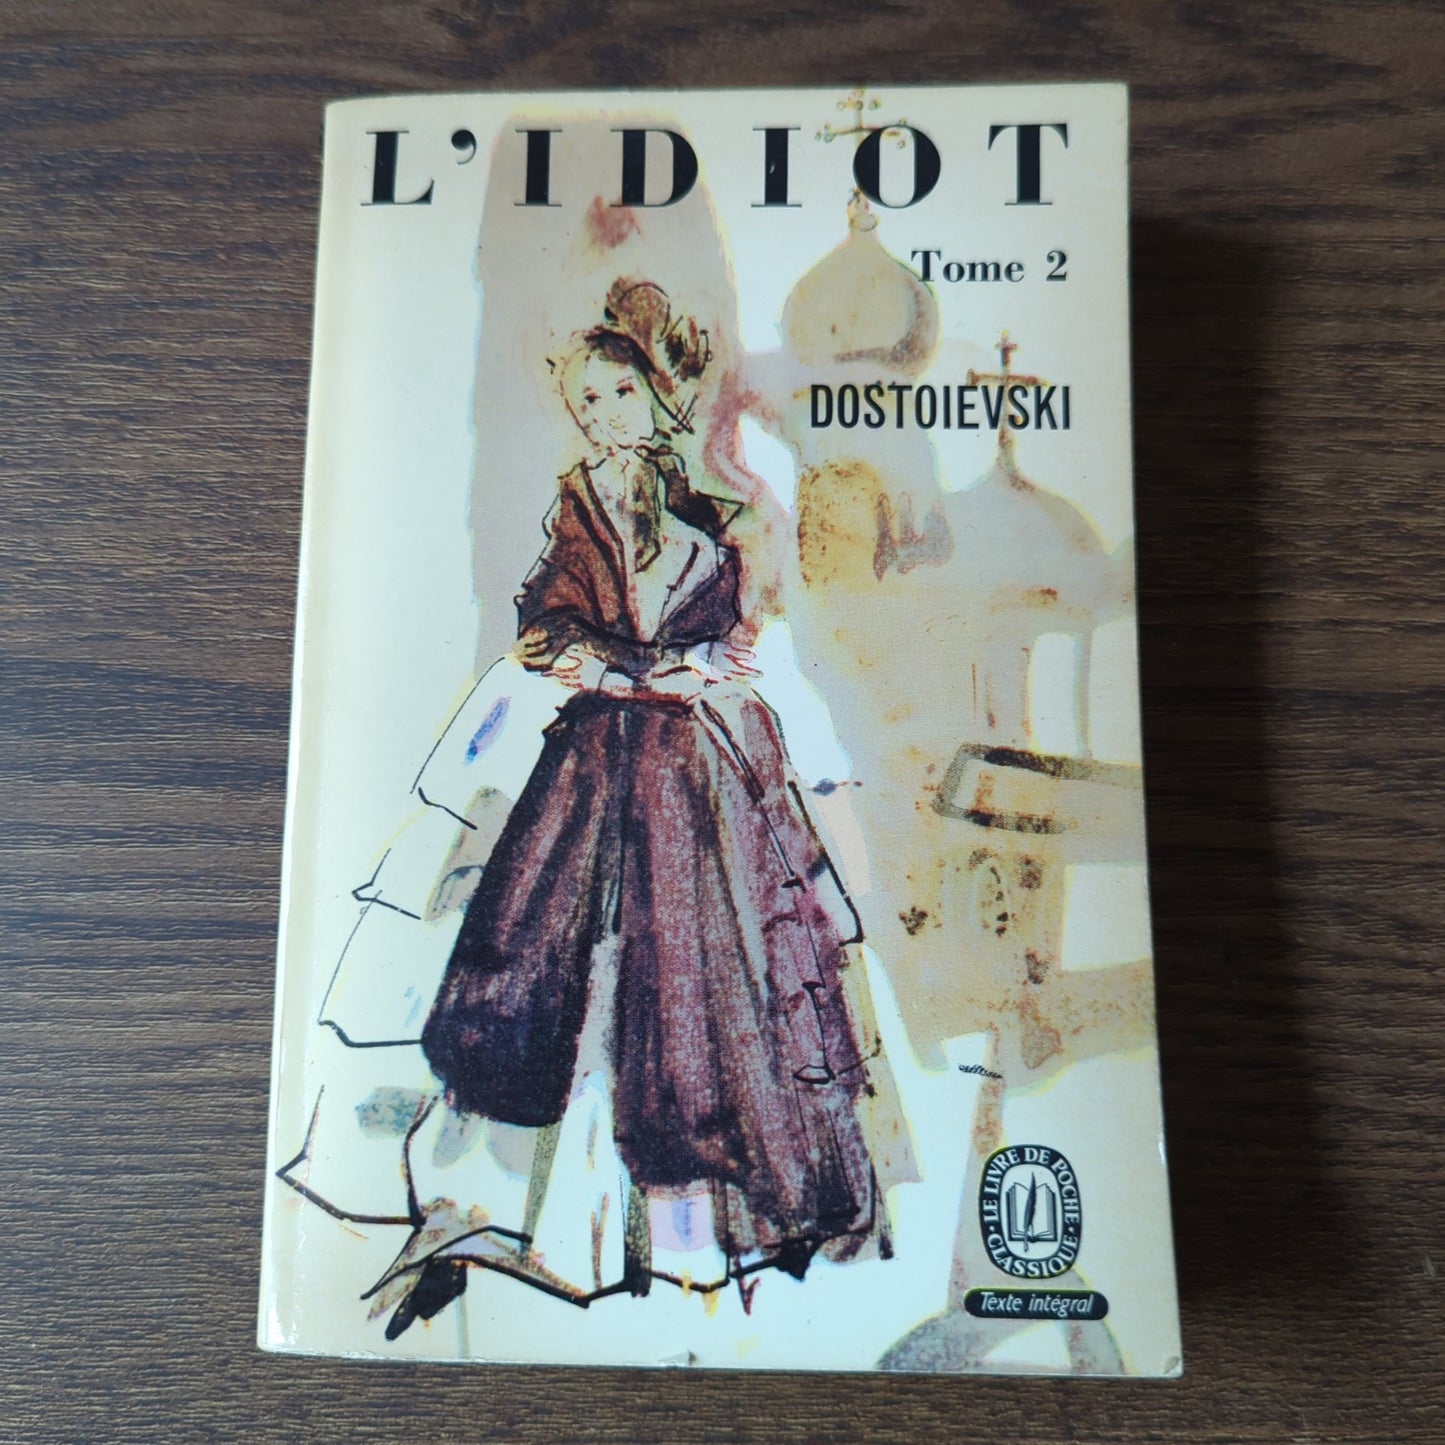 L'IDIOT
Tome 2
DOSTOIEVSKI
LE LIVRE DE POCHE
CLASSIQUE
Texte intégral